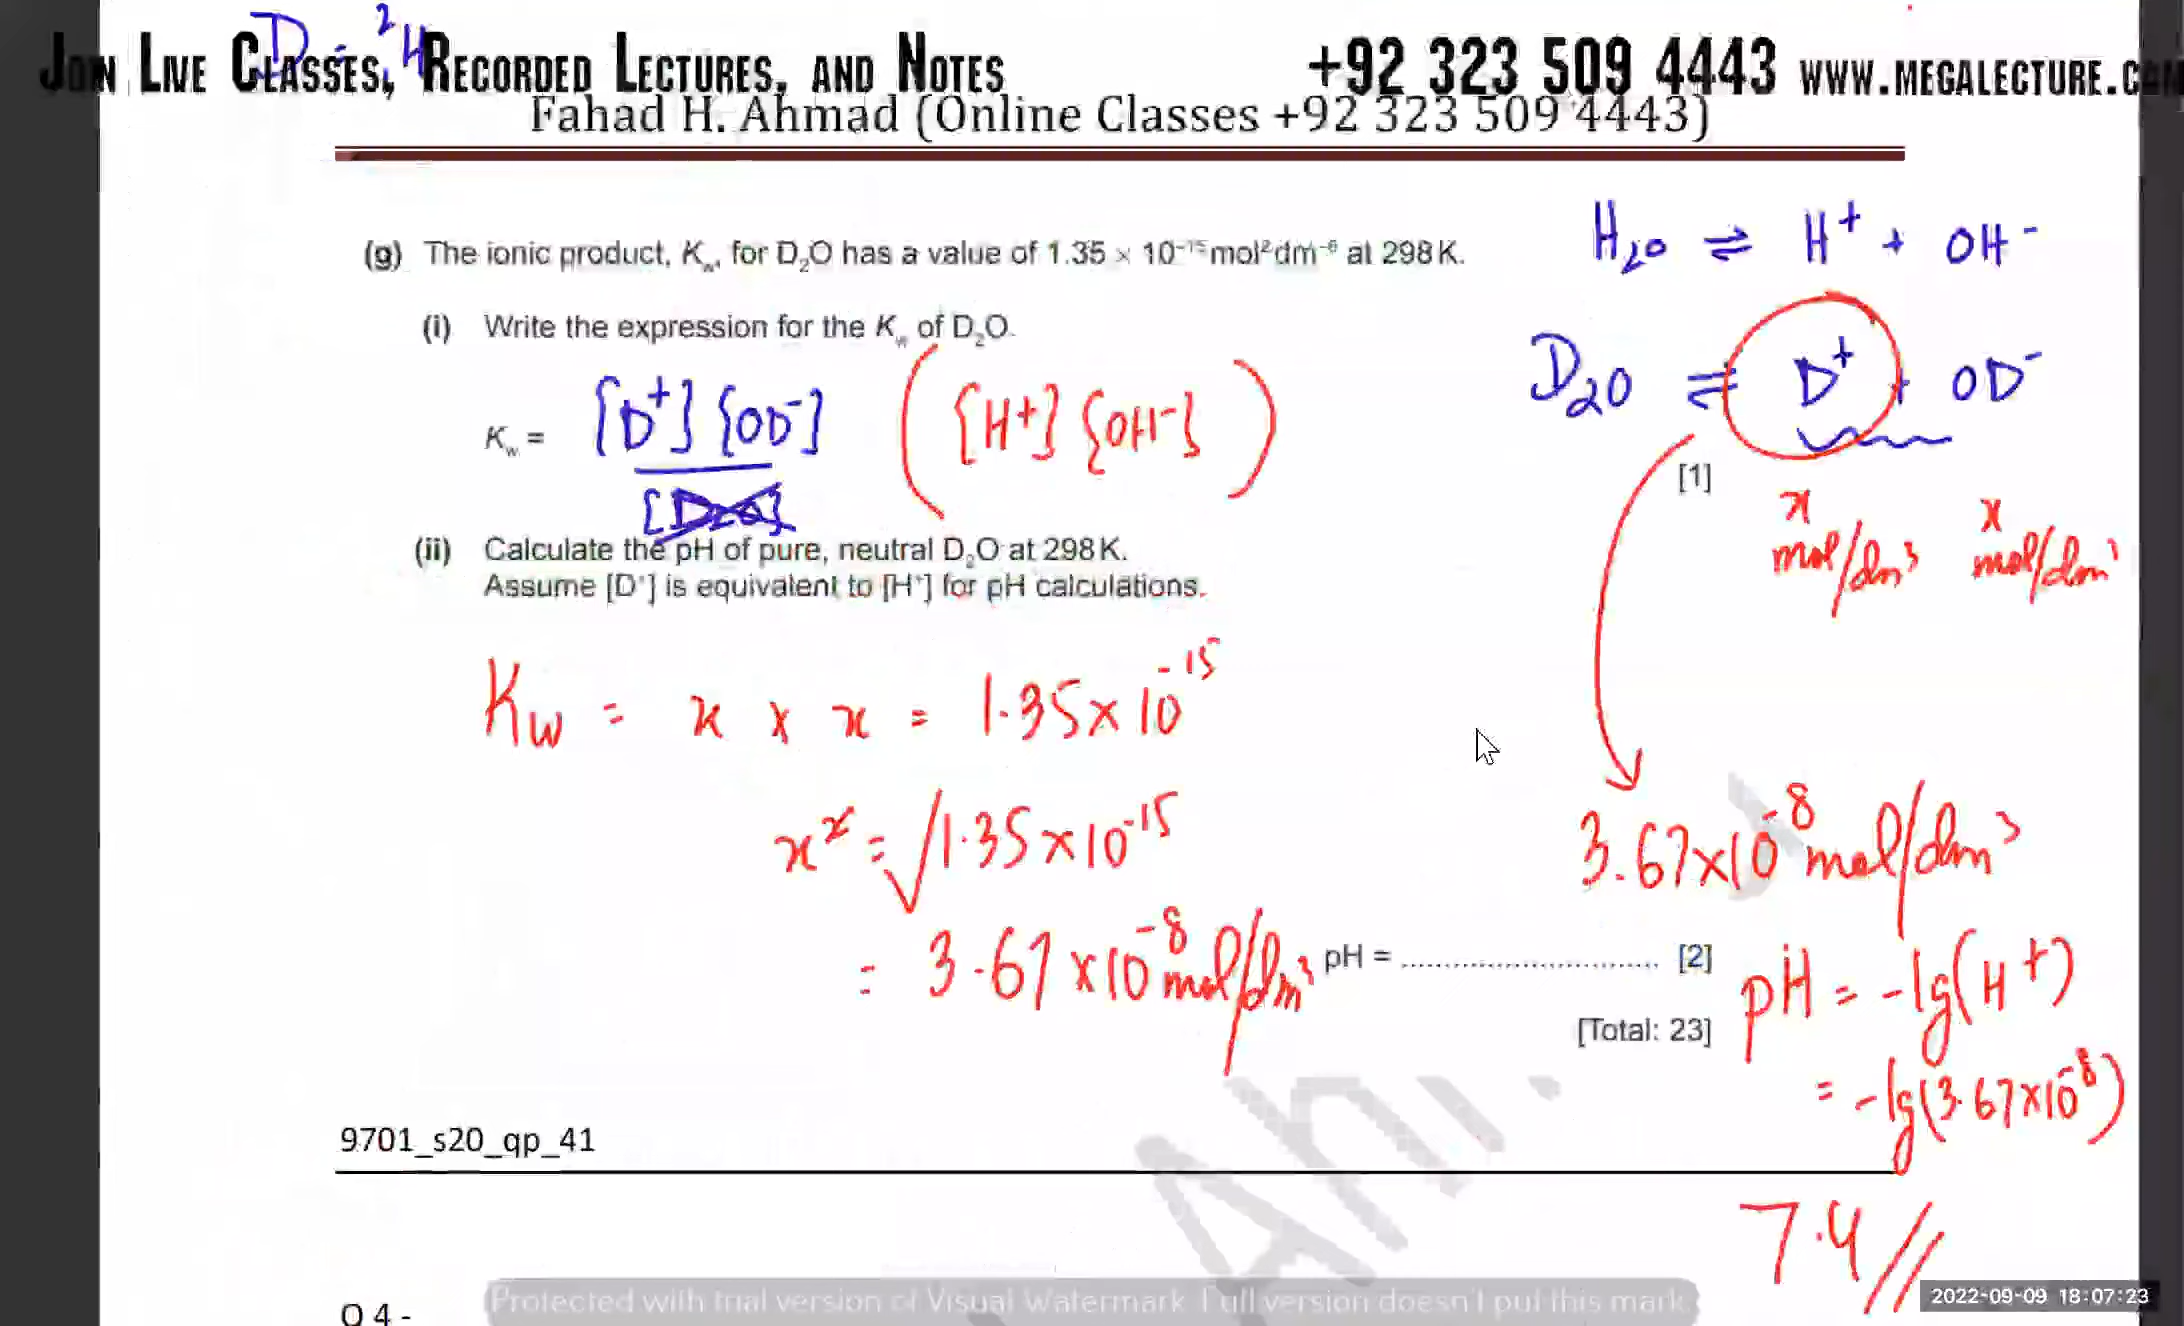 D = ²H
JOIN LIVE CLASSES, RECORDED LECTURES, AND NOTES +92 323 509 4443 WWW.MEGALECTURE.COM
Fahad H. Ahmad (Online Classes +92 323 509 4443)
(g) The ionic product, Kw, for D₂O has a value of 1.35 × 10⁻¹⁵ mol² dm⁻⁶ at 298 K.
H₂O ⇌ H⁺ + OH⁻
(i) Write the expression for the Kw of D₂O.
D₂O ⇌ D⁺ + OD⁻
Kw = [D⁺] [OD⁻] ([H⁺] [OH⁻])
[D₂O]
[1]
x mol/dm³ x mol/dm³
(ii) Calculate the pH of pure, neutral D₂O at 298 K.
Assume [D⁺] is equivalent to [H⁺] for pH calculations.
Kw = x × x = 1.35 × 10⁻¹⁵
x² = √1.35 × 10⁻¹⁵
3.67 × 10⁻⁸ mol/dm³
= 3.67 × 10⁻⁸ mol/dm³
pH = .............................. [2]
pH = -lg(H⁺)
[Total: 23]
= -lg(3.67 × 10⁻⁸)
9701_s20_qp_41
7.4 //
Protected with trial version of Visual Watermark. Full version doesn't put this mark.
2022-09-09 18:07:23
Q 4 -